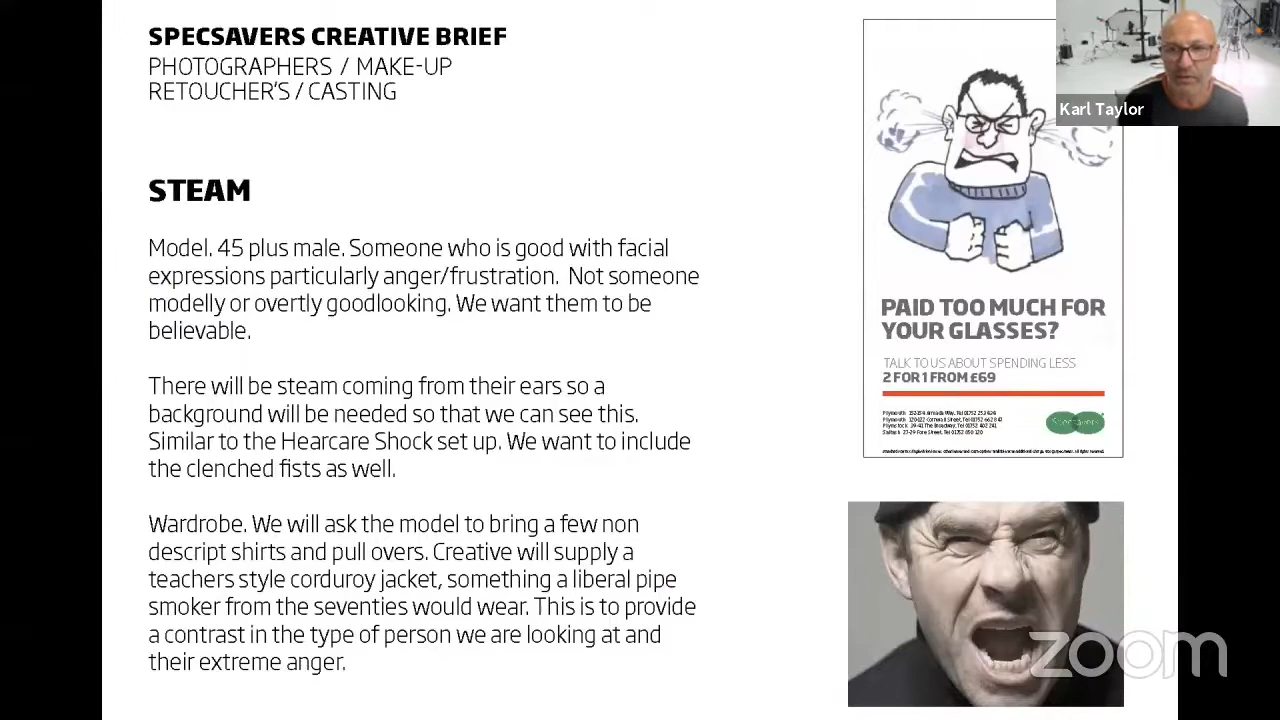 SPECSAVERS CREATIVE BRIEF
PHOTOGRAPHERS / MAKE-UP
RETOUCHER'S / CASTING
STEAM
Model. 45 plus male. Someone who is good with facial
expressions particularly anger/frustration.  Not someone
modelly or overtly goodlooking. We want them to be
believable.
There will be steam coming from their ears so a
background will be needed so that we can see this.
Similar to the Hearcare Shock set up. We want to include
the clenched fists as well.
Wardrobe. We will ask the model to bring a few non
descript shirts and pull overs. Creative will supply a
teachers style corduroy jacket, something a liberal pipe
smoker from the seventies would wear. This is to provide
a contrast in the type of person we are looking at and
their extreme anger.
Karl Taylor
PAID TOO MUCH FOR
YOUR GLASSES?
TALK TO US ABOUT SPENDING LESS
2 FOR 1 FROM £69
Specsavers
zoom